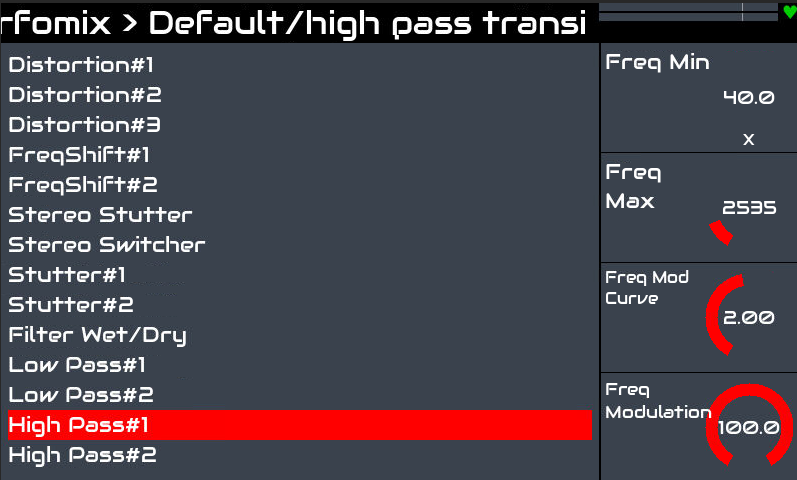 rfomix > Default/high pass transi
Distortion#1
Distortion#2
Distortion#3
FreqShift#1
FreqShift#2
Stereo Stutter
Stereo Switcher
Stutter#1
Stutter#2
Filter Wet/Dry
Low Pass#1
Low Pass#2
High Pass#1
High Pass#2
Freq Min
40.0
x
Freq
Max
2535
Freq Mod
Curve
2.00
Freq
Modulation
100.0